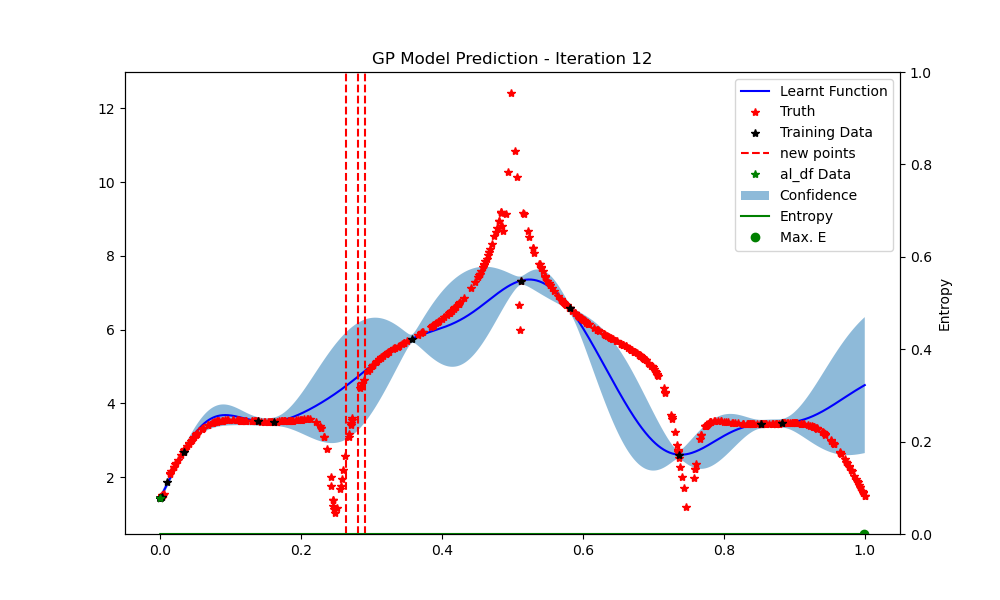 GP Model Prediction - Iteration 12
Learnt Function
Truth
Training Data
new points
al_df Data
Confidence
Entropy
Max. E
12
10
8
6
4
2
1.0
0.8
0.6
0.4
0.2
0.0
Entropy
0.0
0.2
0.4
0.6
0.8
1.0